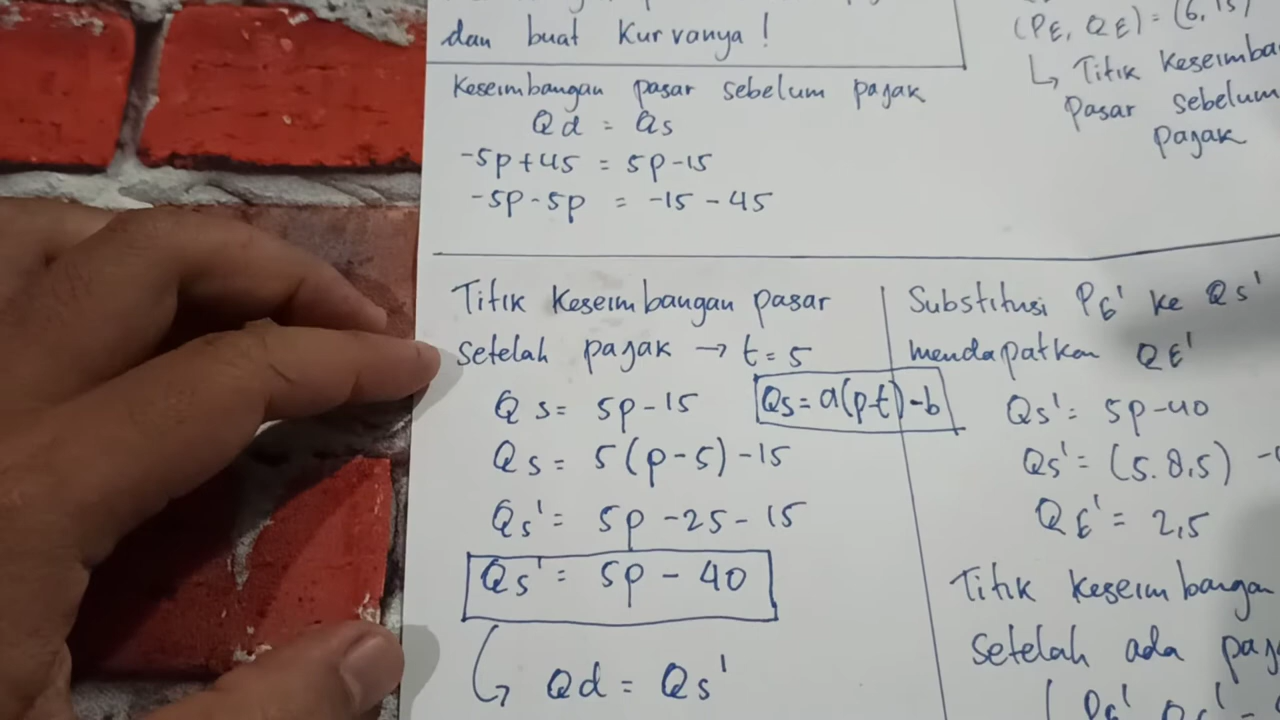 dan buat Kurvanya !
Keseimbangan pasar sebelum pajak
Qd = Qs
-5p+45 = 5p-15
-5p-5p = -15 - 45
(PE, QE) = (6, 15)
↳ Titik Keseimba
Pasar sebelum
pajak
Titik Keseimbangan pasar
setelah pajak → t = 5
Qs = 5p-15
Qs = a(p-t)-b
Qs = 5(p-5)-15
Qs' = 5p-25-15
Qs' = 5p - 40
↳ Qd = Qs'
Substitusi PE' ke Qs'
mendapatkan QE'
Qs' = 5p-40
Qs' = (5.8,5) -
QE' = 2,5
Titik Keseimbangan
setelah ada paj